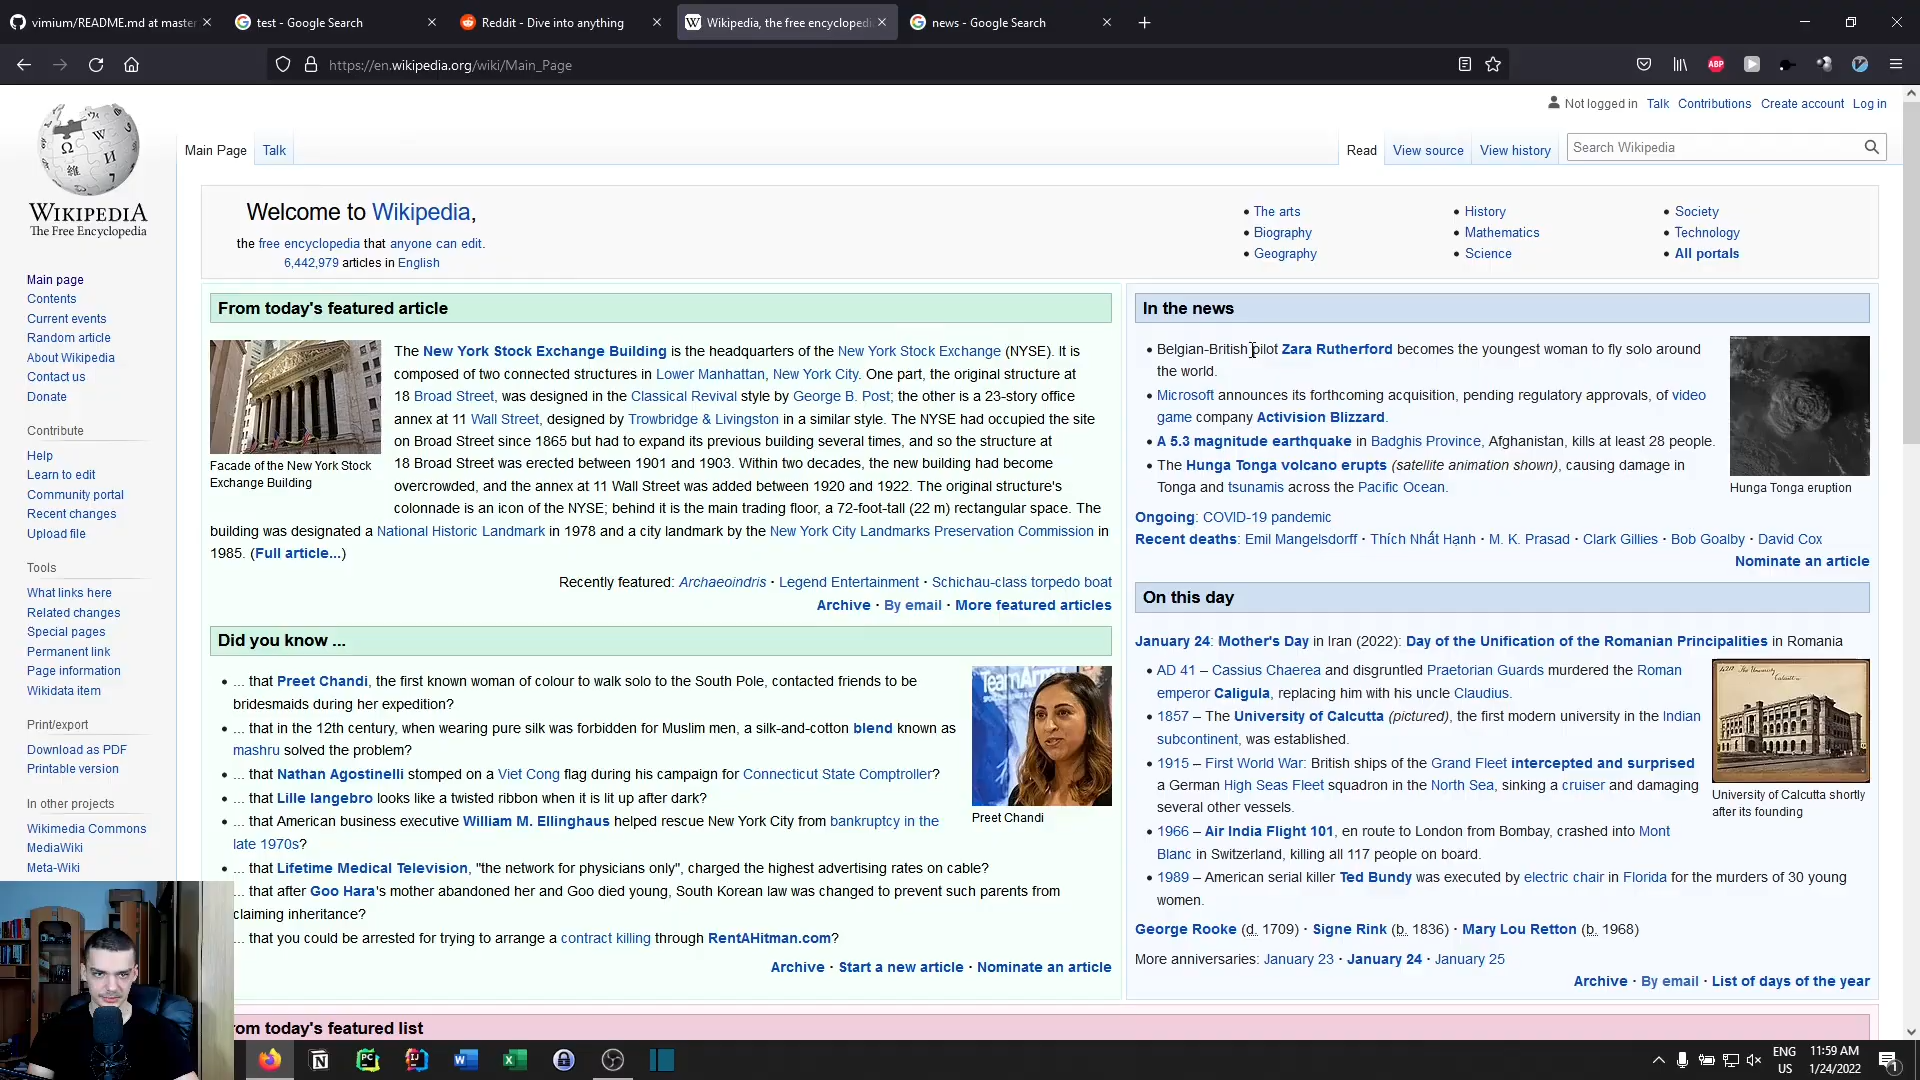 vimium/README.md at master
test - Google Search
Reddit - Dive into anything
Wikipedia, the free encyclopedi
news - Google Search
https://en.wikipedia.org/wiki/Main_Page
ABP
Not logged in Talk Contributions Create account Log in
Main Page Talk
Read View source View history
Search Wikipedia
WIKIPEDIA
The Free Encyclopedia
Main page
Contents
Current events
Random article
About Wikipedia
Contact us
Donate
Contribute
Help
Learn to edit
Community portal
Recent changes
Upload file
Tools
What links here
Related changes
Special pages
Permanent link
Page information
Wikidata item
Print/export
Download as PDF
Printable version
In other projects
Wikimedia Commons
MediaWiki
Meta-Wiki
Welcome to Wikipedia,
the free encyclopedia that anyone can edit.
6,442,979 articles in English
• The arts
• Biography
• Geography
• History
• Mathematics
• Science
• Society
• Technology
• All portals
From today's featured article
Facade of the New York Stock
Exchange Building
The New York Stock Exchange Building is the headquarters of the New York Stock Exchange (NYSE). It is
composed of two connected structures in Lower Manhattan, New York City. One part, the original structure at
18 Broad Street, was designed in the Classical Revival style by George B. Post; the other is a 23-story office
annex at 11 Wall Street, designed by Trowbridge & Livingston in a similar style. The NYSE had occupied the site
on Broad Street since 1865 but had to expand its previous building several times, and so the structure at
18 Broad Street was erected between 1901 and 1903. Within two decades, the new building had become
overcrowded, and the annex at 11 Wall Street was added between 1920 and 1922. The original structure's
colonnade is an icon of the NYSE; behind it is the main trading floor, a 72-foot-tall (22 m) rectangular space. The
building was designated a National Historic Landmark in 1978 and a city landmark by the New York City Landmarks Preservation Commission in
1985. (Full article...)
Recently featured: Archaeoindris · Legend Entertainment · Schichau-class torpedo boat
Archive · By email · More featured articles
Did you know ...
• ... that Preet Chandi, the first known woman of colour to walk solo to the South Pole, contacted friends to be
bridesmaids during her expedition?
• ... that in the 12th century, when wearing pure silk was forbidden for Muslim men, a silk-and-cotton blend known as
mashru solved the problem?
• ... that Nathan Agostinelli stomped on a Viet Cong flag during his campaign for Connecticut State Comptroller?
• ... that Lille langebro looks like a twisted ribbon when it is lit up after dark?
• ... that American business executive William M. Ellinghaus helped rescue New York City from bankruptcy in the
late 1970s?
• ... that Lifetime Medical Television, "the network for physicians only", charged the highest advertising rates on cable?
... that after Goo Hara's mother abandoned her and Goo died young, South Korean law was changed to prevent such parents from
claiming inheritance?
... that you could be arrested for trying to arrange a contract killing through RentAHitman.com?
Preet Chandi
Archive · Start a new article · Nominate an article
In the news
• Belgian-British pilot Zara Rutherford becomes the youngest woman to fly solo around
the world.
• Microsoft announces its forthcoming acquisition, pending regulatory approvals, of video
game company Activision Blizzard.
• A 5.3 magnitude earthquake in Badghis Province, Afghanistan, kills at least 28 people.
• The Hunga Tonga volcano erupts (satellite animation shown), causing damage in
Tonga and tsunamis across the Pacific Ocean.
Hunga Tonga eruption
Ongoing: COVID-19 pandemic
Recent deaths: Emil Mangelsdorff · Thích Nhất Hạnh · M. K. Prasad · Clark Gillies · Bob Goalby · David Cox
Nominate an article
On this day
January 24: Mother's Day in Iran (2022); Day of the Unification of the Romanian Principalities in Romania
• AD 41 – Cassius Chaerea and disgruntled Praetorian Guards murdered the Roman
emperor Caligula, replacing him with his uncle Claudius.
• 1857 – The University of Calcutta (pictured), the first modern university in the Indian
subcontinent, was established.
• 1915 – First World War: British ships of the Grand Fleet intercepted and surprised
a German High Seas Fleet squadron in the North Sea, sinking a cruiser and damaging
several other vessels.
• 1966 – Air India Flight 101, en route to London from Bombay, crashed into Mont
Blanc in Switzerland, killing all 117 people on board.
• 1989 – American serial killer Ted Bundy was executed by electric chair in Florida for the murders of 30 young
women.
University of Calcutta shortly
after its founding
George Rooke (d. 1709) · Signe Rink (b. 1836) · Mary Lou Retton (b. 1968)
More anniversaries: January 23 · January 24 · January 25
Archive · By email · List of days of the year
rom today's featured list
ENG
US
11:59 AM
1/24/2022
1